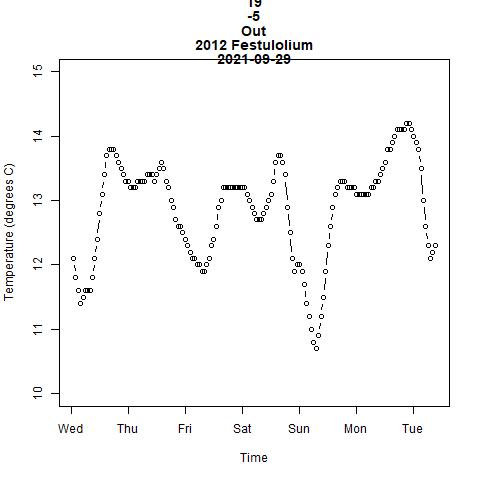 19
-5
Out
2012 Festulolium
2021-09-29
Temperature (degrees C)
15
14
13
12
11
10
Wed Thu Fri Sat Sun Mon Tue
Time